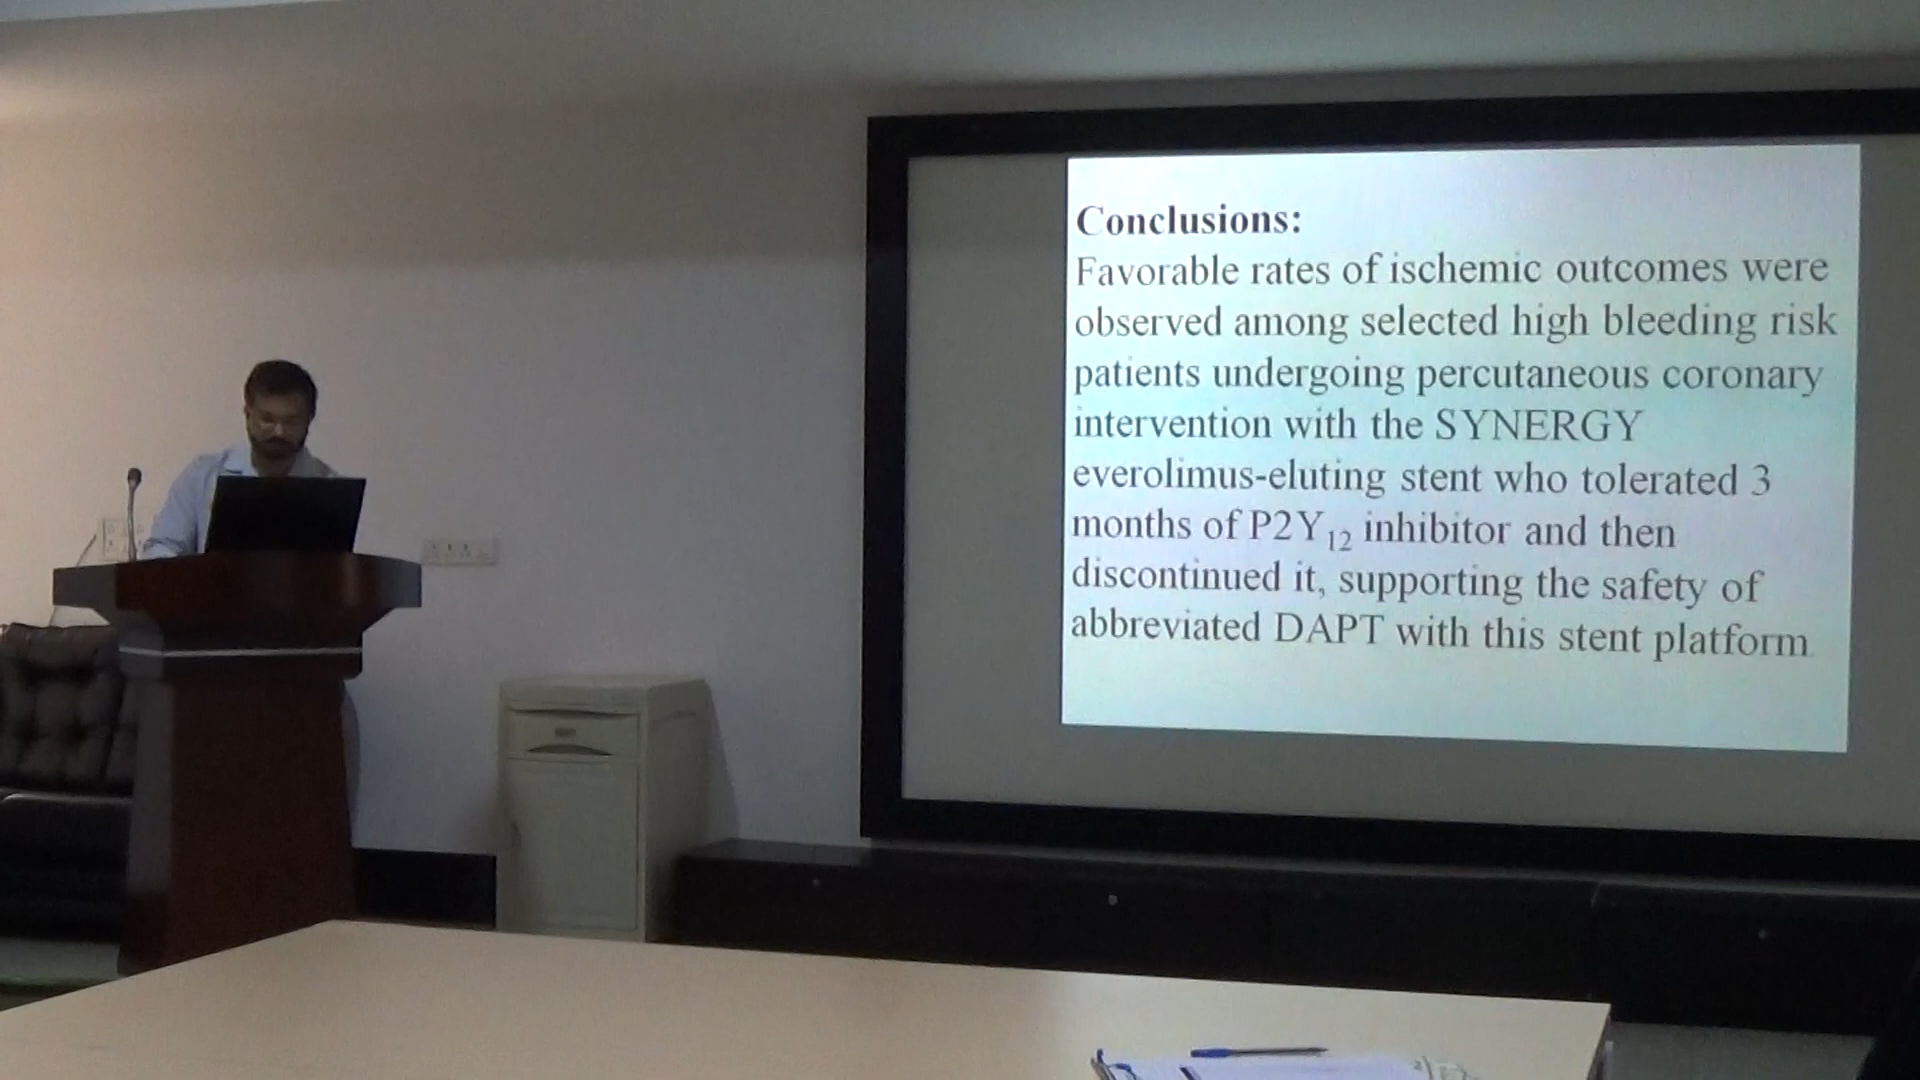 Conclusions:
Favorable rates of ischemic outcomes were
observed among selected high bleeding risk
patients undergoing percutaneous coronary
intervention with the SYNERGY
everolimus-eluting stent who tolerated 3
months of P2Y₁₂ inhibitor and then
discontinued it, supporting the safety of
abbreviated DAPT with this stent platform